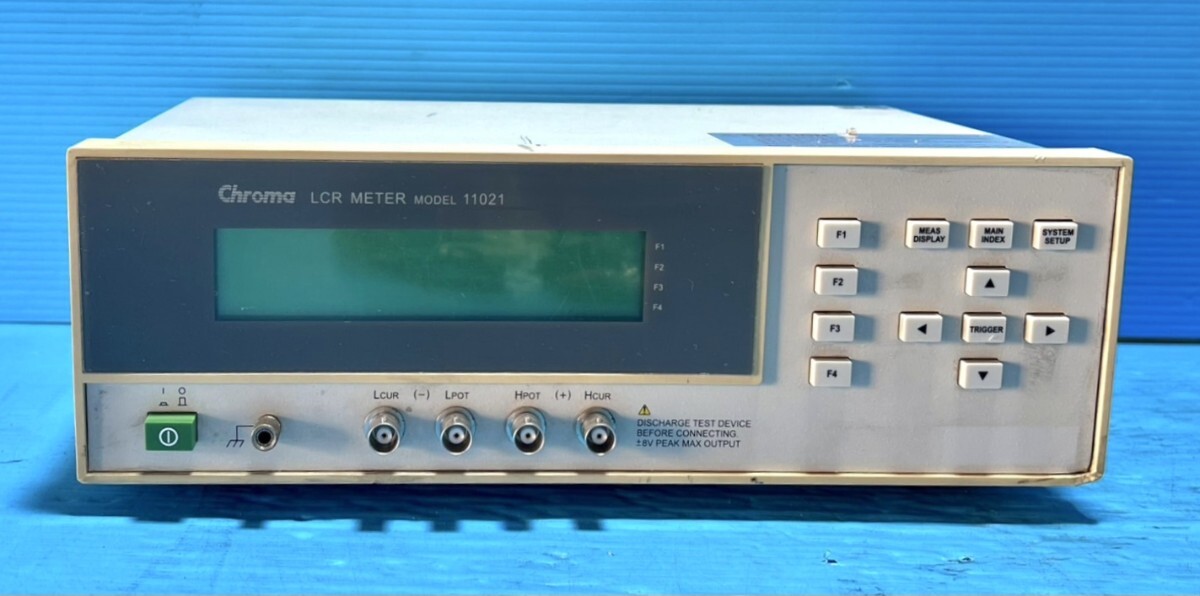 Chroma LCR METER MODEL 11021
F1
F2
F3
F4
F1
MEAS DISPLAY
MAIN INDEX
SYSTEM SETUP
F2
▲
F3
◀
TRIGGER
▶
F4
▼
I O
LCUR (−) LPOT HPOT (+) HCUR
DISCHARGE TEST DEVICE
BEFORE CONNECTING
±8V PEAK MAX OUTPUT